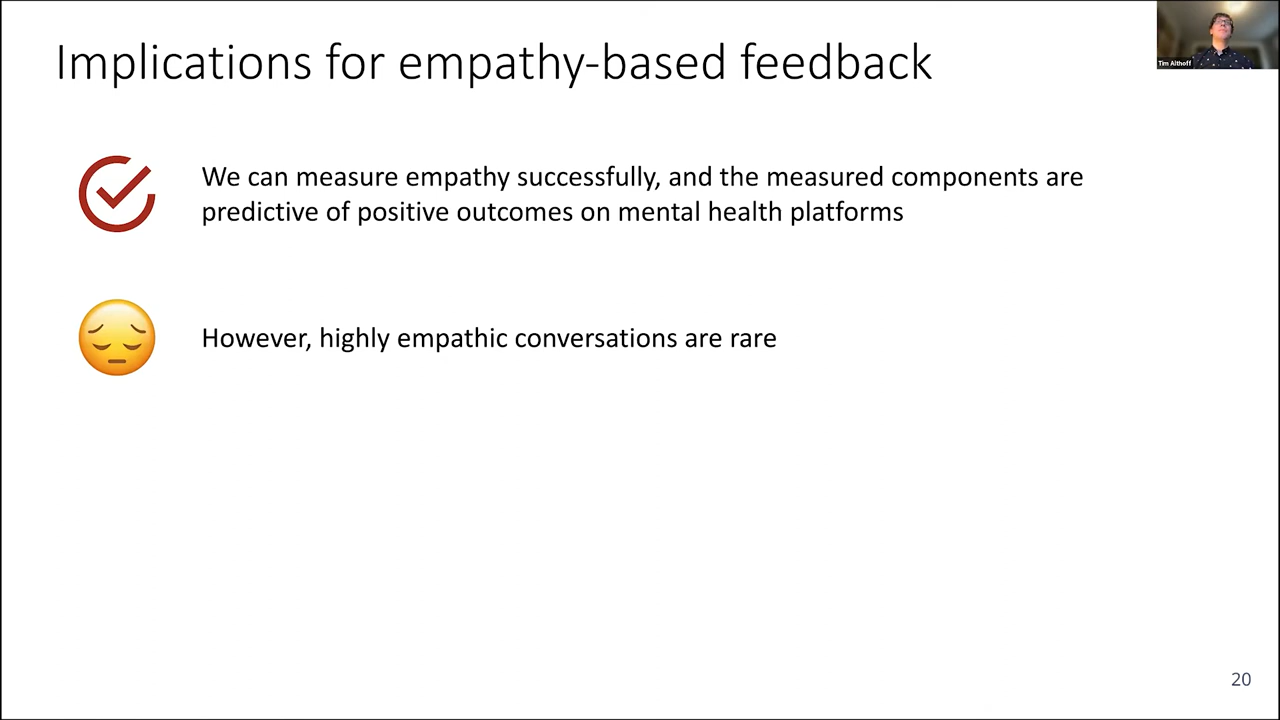 Implications for empathy-based feedback
Tim Althoff
We can measure empathy successfully, and the measured components are
predictive of positive outcomes on mental health platforms
However, highly empathic conversations are rare
20